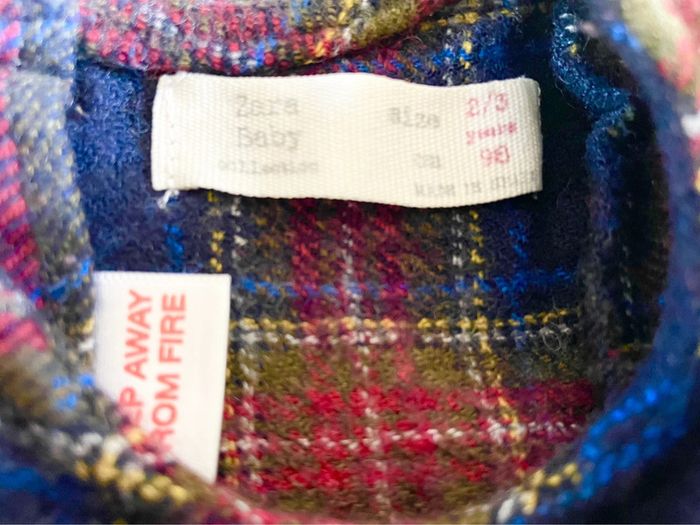 Zara
Baby
collection
size
2/3
years
cm
98
MADE IN
EP AWAY
ROM FIRE